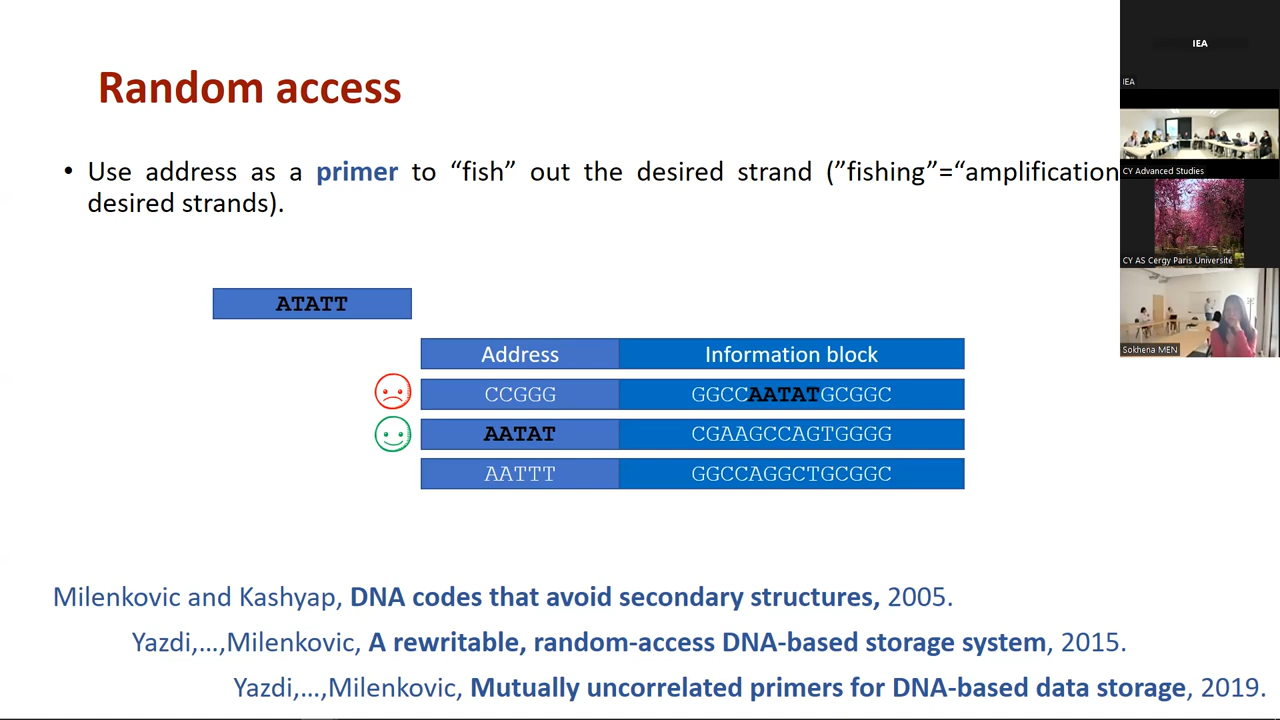 Random access
• Use address as a primer to “fish” out the desired strand (”fishing”=“amplification
desired strands).
ATATT
Address Information block
CCGGG GGCCAATATGCGGC
AATAT CGAAGCCAGTGGGG
AATTT GGCCAGGCTGCGGC
Milenkovic and Kashyap, DNA codes that avoid secondary structures, 2005.
Yazdi,…,Milenkovic, A rewritable, random-access DNA-based storage system, 2015.
Yazdi,…,Milenkovic, Mutually uncorrelated primers for DNA-based data storage, 2019.
IEA
IEA
CY Advanced Studies
CY AS Cergy Paris Université
Sokhena MEN